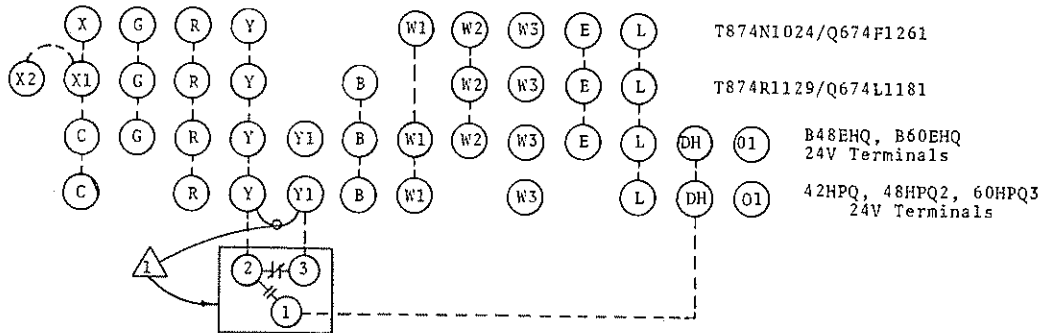 X G R Y W1 W2 W3 E L T874N1024/Q674F1261
X2 X1 G R Y B W2 W3 E L T874R1129/Q674L1181
C G R Y Y1 B W1 W2 W3 E L DH O1 B48EHQ, B60EHQ
24V Terminals
C R Y Y1 B W1 W3 L DH O1 42HPQ, 48HPQ2, 60HPQ3
24V Terminals
1
2 3
1